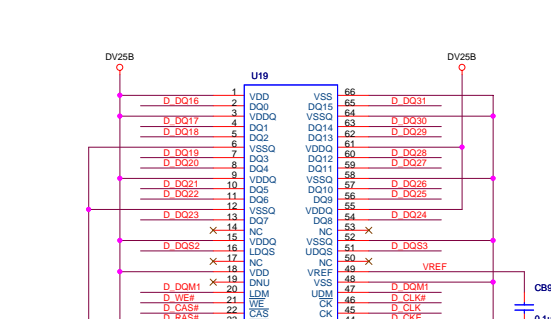 DV25B DV25B
U19
1 VDD VSS 66
D_DQ16 2 DQ0 DQ15 65 D_DQ31
3 VDDQ VSSQ 64
D_DQ17 4 DQ1 DQ14 63 D_DQ30
D_DQ18 5 DQ2 DQ13 62 D_DQ29
6 VSSQ VDDQ 61
D_DQ19 7 DQ3 DQ12 60 D_DQ28
D_DQ20 8 DQ4 DQ11 59 D_DQ27
9 VDDQ VSSQ 58
D_DQ21 10 DQ5 DQ10 57 D_DQ26
D_DQ22 11 DQ6 DQ9 56 D_DQ25
12 VSSQ VDDQ 55
D_DQ23 13 DQ7 DQ8 54 D_DQ24
14 NC NC 53
15 VDDQ VSSQ 52
D_DQS2 16 LDQS UDQS 51 D_DQS3
17 NC NC 50
18 VDD VREF 49 VREF
19 DNU VSS 48
D_DQM1 20 LDM UDM 47 D_DQM1
D_WE# 21 WE CK 46 D_CLK#
D_CAS# 22 CAS CK 45 D_CLK
D_RAS# D_CKE
CB9